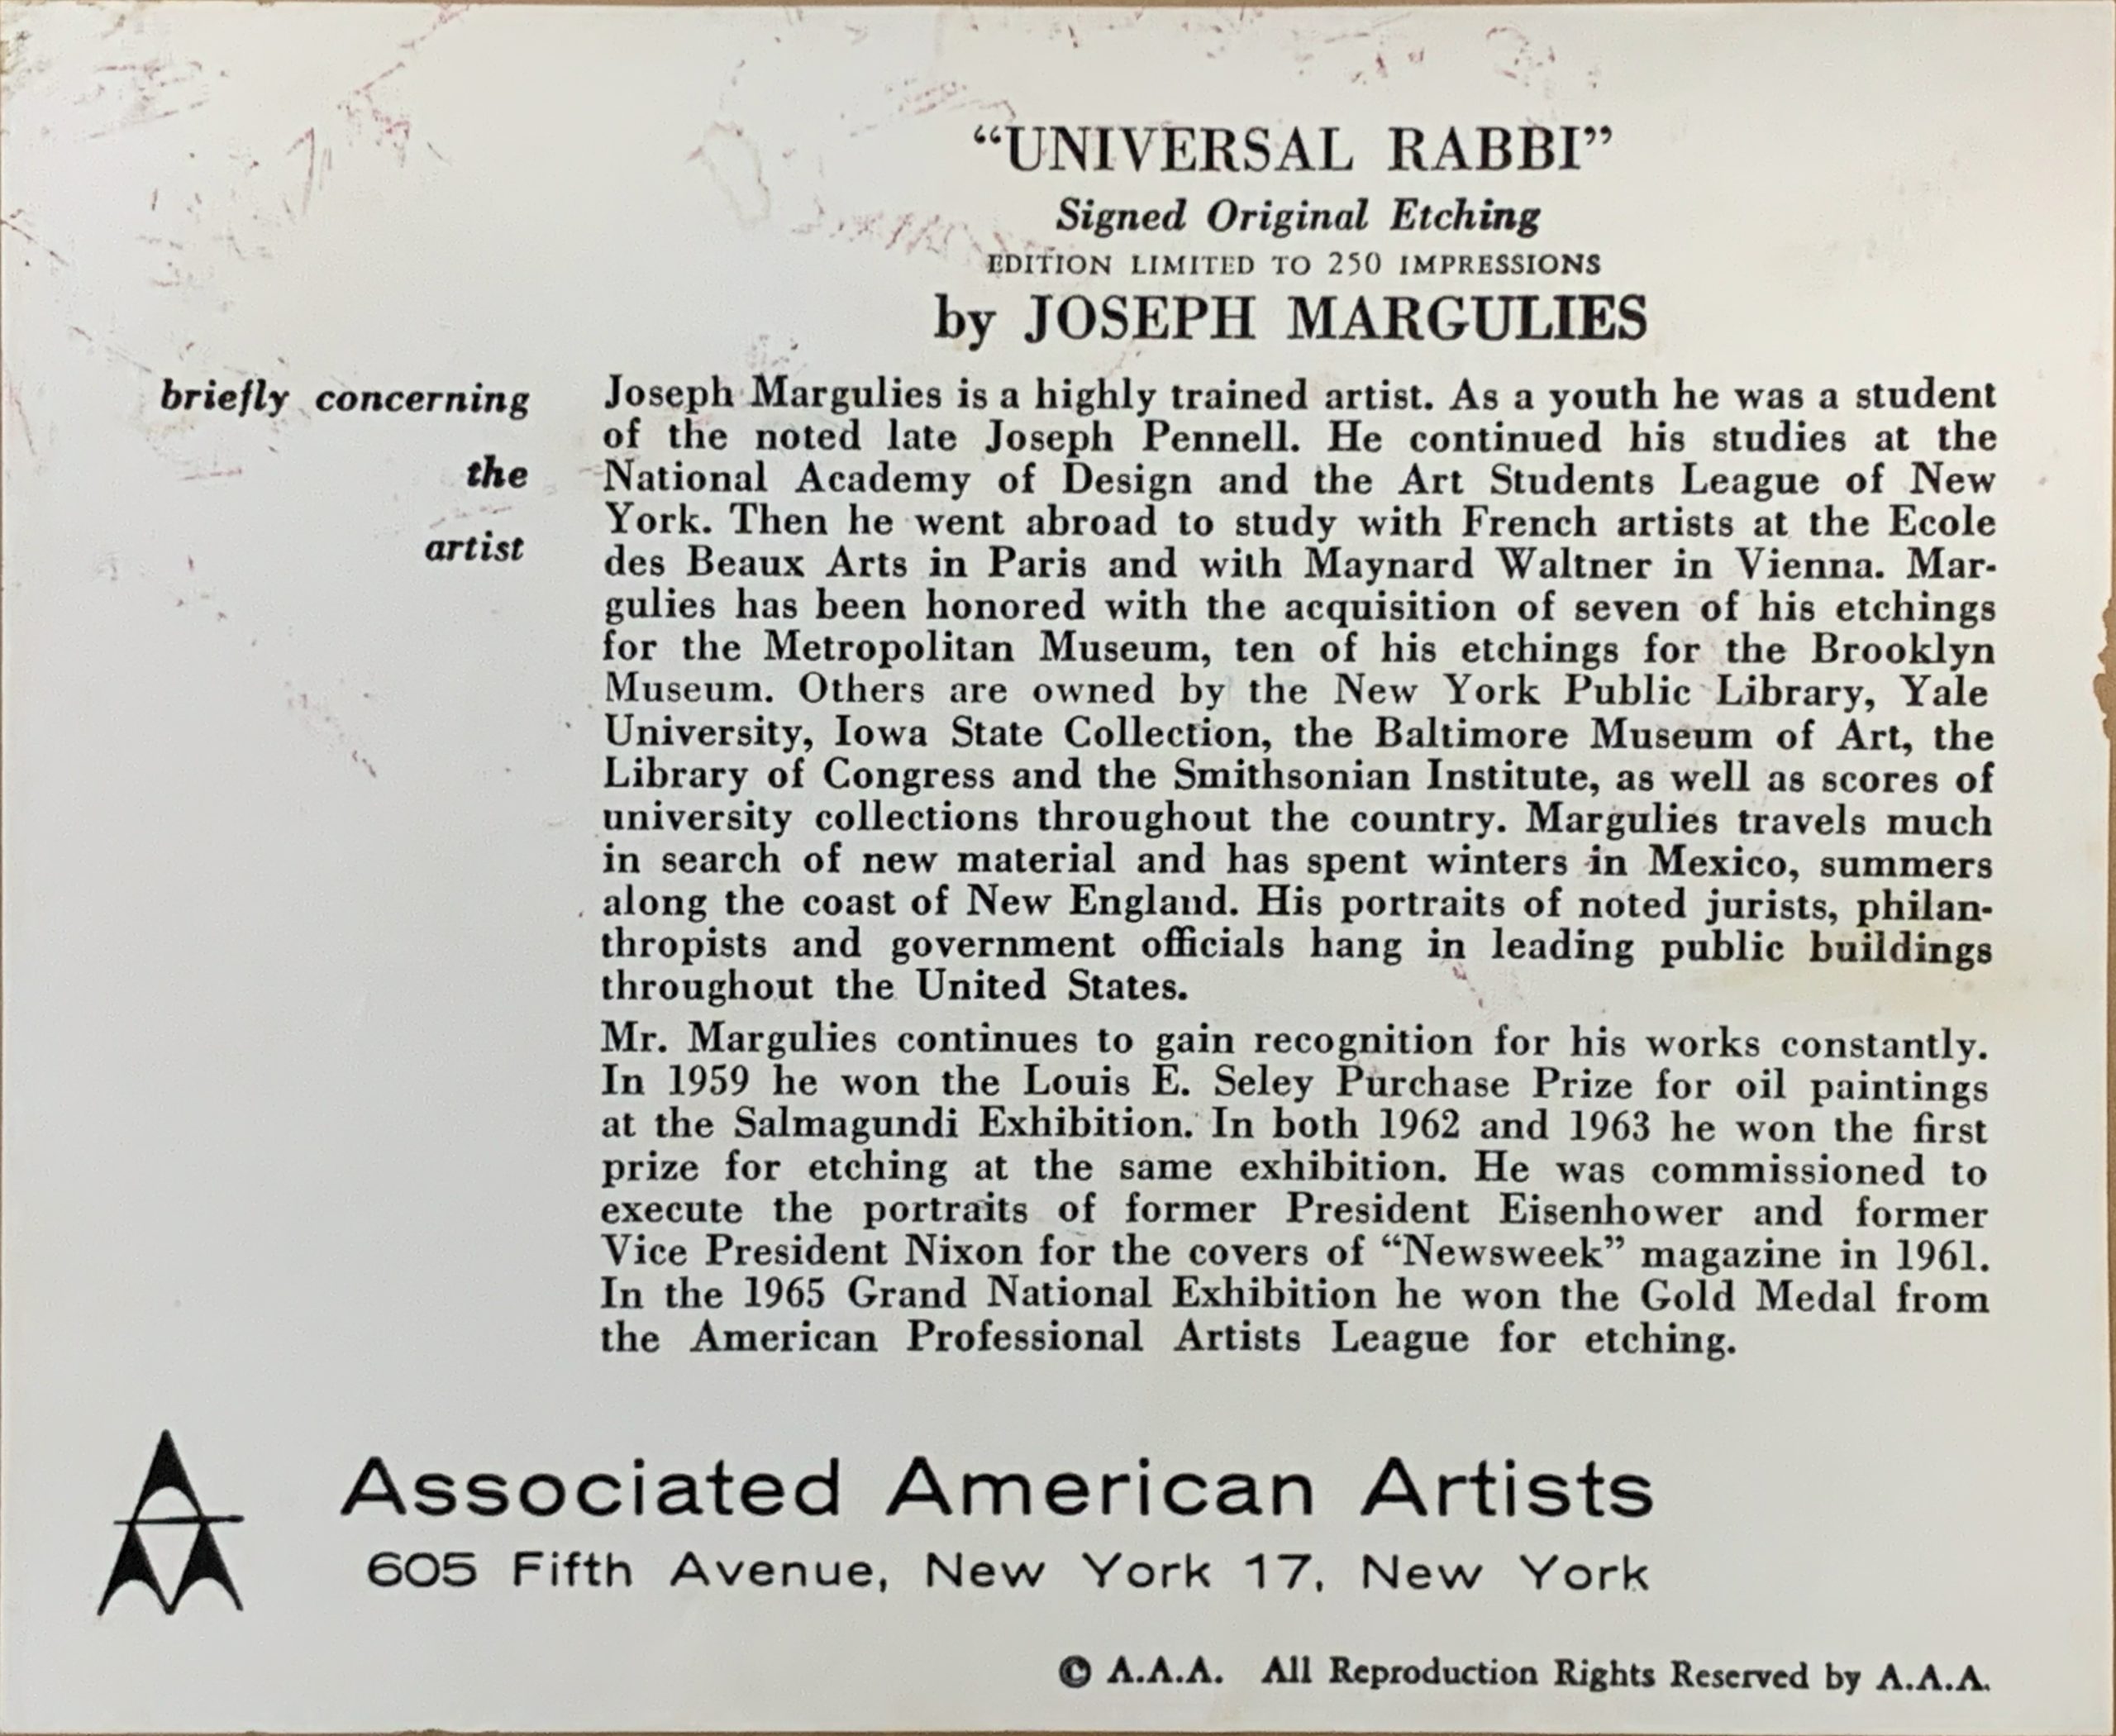 “UNIVERSAL RABBI”
Signed Original Etching
EDITION LIMITED TO 250 IMPRESSIONS
by JOSEPH MARGULIES
briefly concerning
the
artist
Joseph Margulies is a highly trained artist. As a youth he was a student
of the noted late Joseph Pennell. He continued his studies at the
National Academy of Design and the Art Students League of New
York. Then he went abroad to study with French artists at the Ecole
des Beaux Arts in Paris and with Maynard Waltner in Vienna. Mar-
gulies has been honored with the acquisition of seven of his etchings
for the Metropolitan Museum, ten of his etchings for the Brooklyn
Museum. Others are owned by the New York Public Library, Yale
University, Iowa State Collection, the Baltimore Museum of Art, the
Library of Congress and the Smithsonian Institute, as well as scores of
university collections throughout the country. Margulies travels much
in search of new material and has spent winters in Mexico, summers
along the coast of New England. His portraits of noted jurists, philan-
thropists and government officials hang in leading public buildings
throughout the United States.
Mr. Margulies continues to gain recognition for his works constantly.
In 1959 he won the Louis E. Seley Purchase Prize for oil paintings
at the Salmagundi Exhibition. In both 1962 and 1963 he won the first
prize for etching at the same exhibition. He was commissioned to
execute the portraits of former President Eisenhower and former
Vice President Nixon for the covers of “Newsweek” magazine in 1961.
In the 1965 Grand National Exhibition he won the Gold Medal from
the American Professional Artists League for etching.
Associated American Artists
605 Fifth Avenue, New York 17, New York
© A.A.A. All Reproduction Rights Reserved by A.A.A.